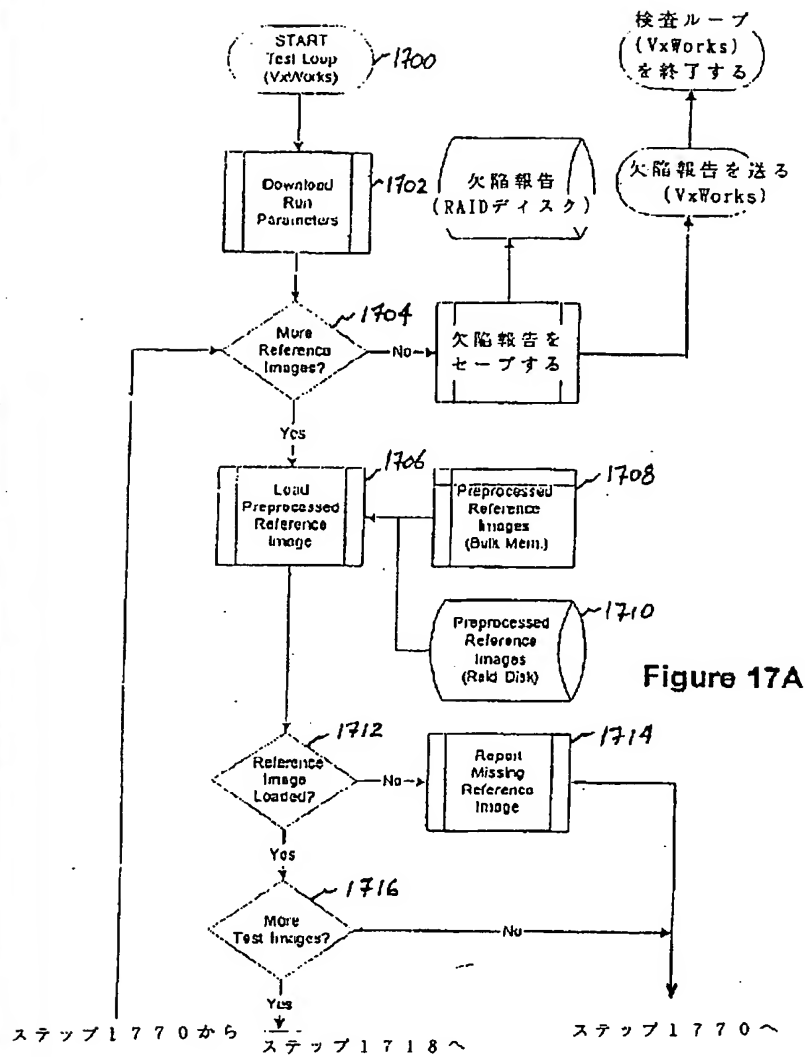 START
Test Loop
(VxWorks)
1700
検査ループ
(VxWorks)
を終了する
Download
Run
Parameters
1702
欠陥報告
(RAIDディスク)
欠陥報告を送る
(VxWorks)
More
Reference
Images?
1704
No
欠陥報告を
セーブする
Yes
Load
Preprocessed
Reference
Image
1706
Preprocessed
Reference
Images
(Bulk Mem.)
1708
Preprocessed
Reference
Images
(Raid Disk)
1710
Figure 17A
Reference
Image
Loaded?
1712
No
Report
Missing
Reference
Image
1714
Yes
More
Test Images?
1716
No
Yes
ステップ1770から
ステップ1718へ
ステップ1770へ